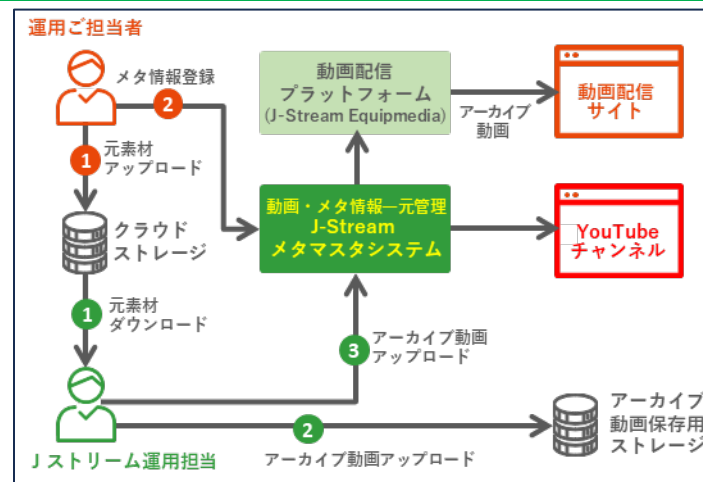 運用ご担当者
メタ情報登録
2
1
元素材
アップロード
クラウド
ストレージ
1
元素材
ダウンロード
Jストリーム運用担当
動画配信
プラットフォーム
(J-Stream Equipmedia)
アーカイブ
動画
動画配信
サイト
動画・メタ情報一元管理
J-Stream
メタマスタシステム
YouTube
チャンネル
3
アーカイブ動画
アップロード
2
アーカイブ動画アップロード
アーカイブ
動画保存用
ストレージ